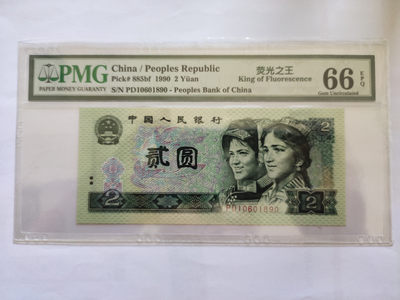 PMG
PAPER MONEY GUARANTY
China / Peoples Republic
Pick# 885bf 1990 2 Yüan
S/N PD10601890 - Peoples Bank of China
荧光之王
King of Fluorescence
66
EPQ
Gem Uncirculated
中国人民银行
贰圆
2
2
2
PD10601890